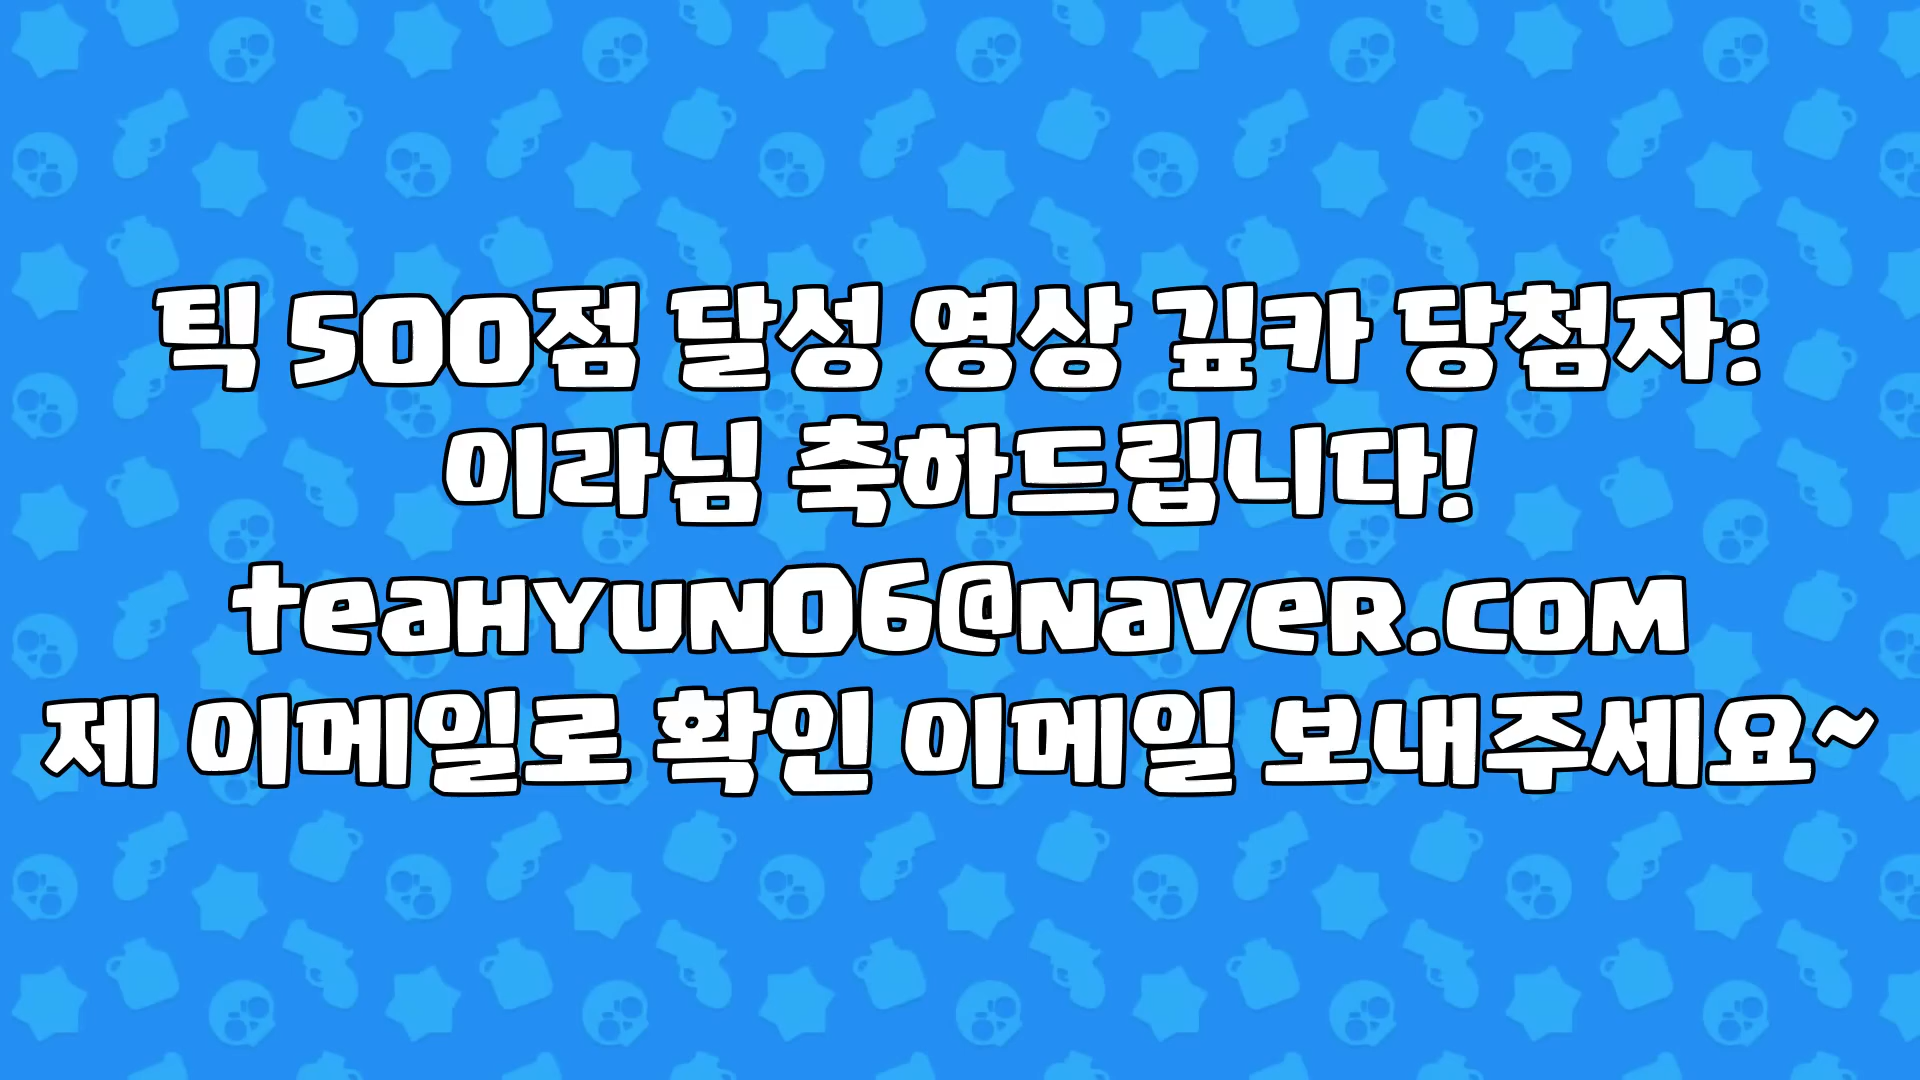 틱 500점 달성 영상 깊카 당첨자:
이라님 축하드립니다!
teahyun06@naver.com
제 이메일로 확인 이메일 보내주세요~